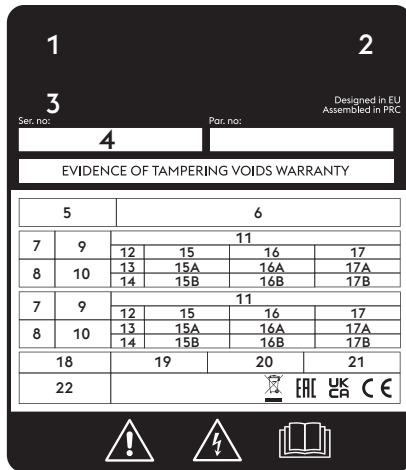 1 2
3
Designed in EU
Assembled in PRC
Ser. no: Par. no:
4
EVIDENCE OF TAMPERING VOIDS WARRANTY
5 6
7 9 11
12 15 16 17
8 10 13 15A 16A 17A
14 15B 16B 17B
7 9 11
12 15 16 17
8 10 13 15A 16A 17A
14 15B 16B 17B
18 19 20 21
22 EAC UK CA CE